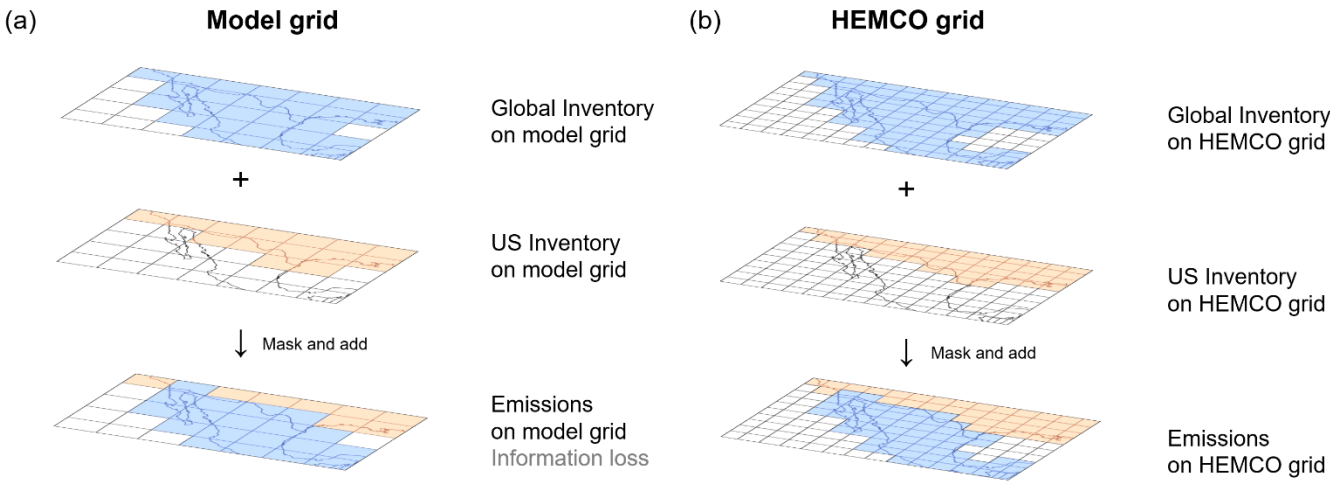 (a)
Model grid
Global Inventory
on model grid
+
US Inventory
on model grid
↓ Mask and add
Emissions
on model grid
Information loss
(b)
HEMCO grid
Global Inventory
on HEMCO grid
+
US Inventory
on HEMCO grid
↓ Mask and add
Emissions
on HEMCO grid